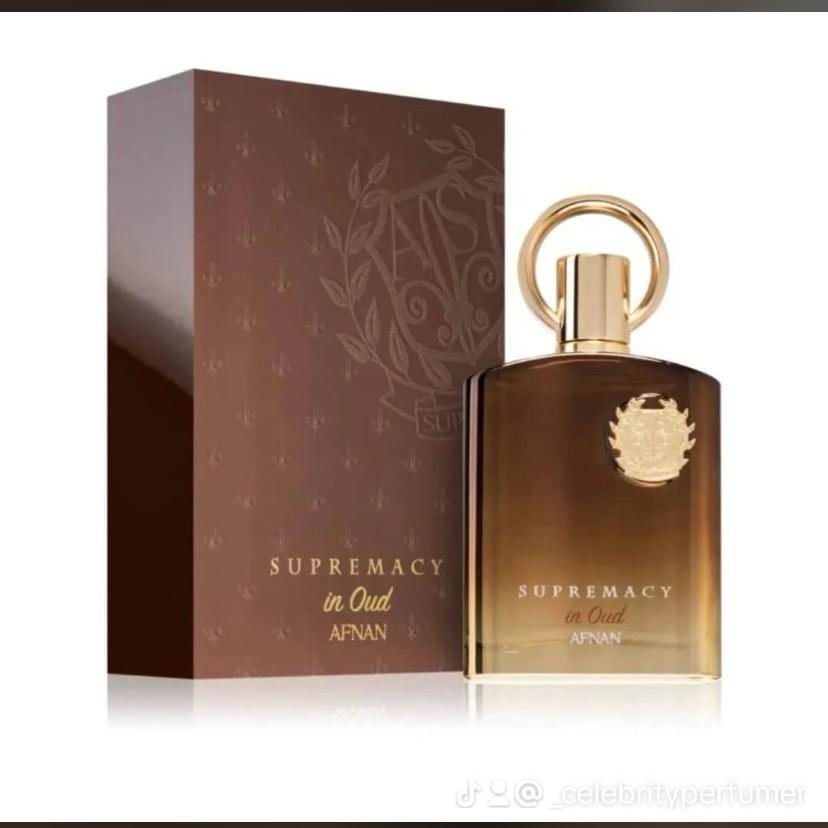 SUPREMACY
in Oud
AFNAN
SUPREMACY
in Oud
AFNAN
@_celebrityperfumer